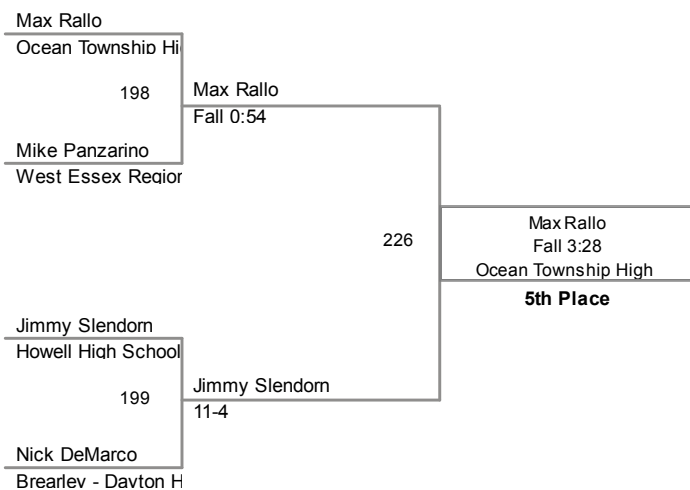 Max Rallo
Ocean Township Hi
198
Max Rallo
Fall 0:54
Mike Panzarino
West Essex Region
226
Max Rallo
Fall 3:28
Ocean Township High
5th Place
Jimmy Slendorn
Howell High School
199
Jimmy Slendorn
11-4
Nick DeMarco
Brearley - Dayton H